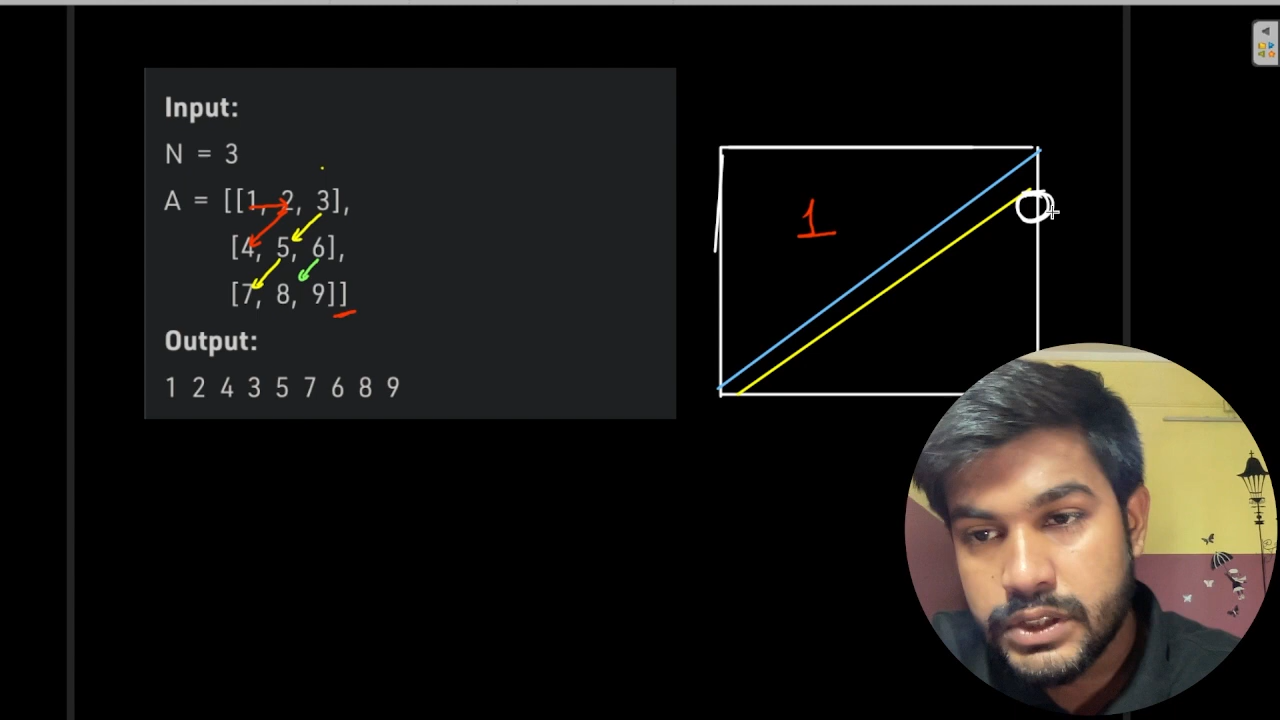 Input:
N = 3
A = [[1, 2, 3],
[4, 5, 6],
[7, 8, 9]]
Output:
1 2 4 3 5 7 6 8 9
1